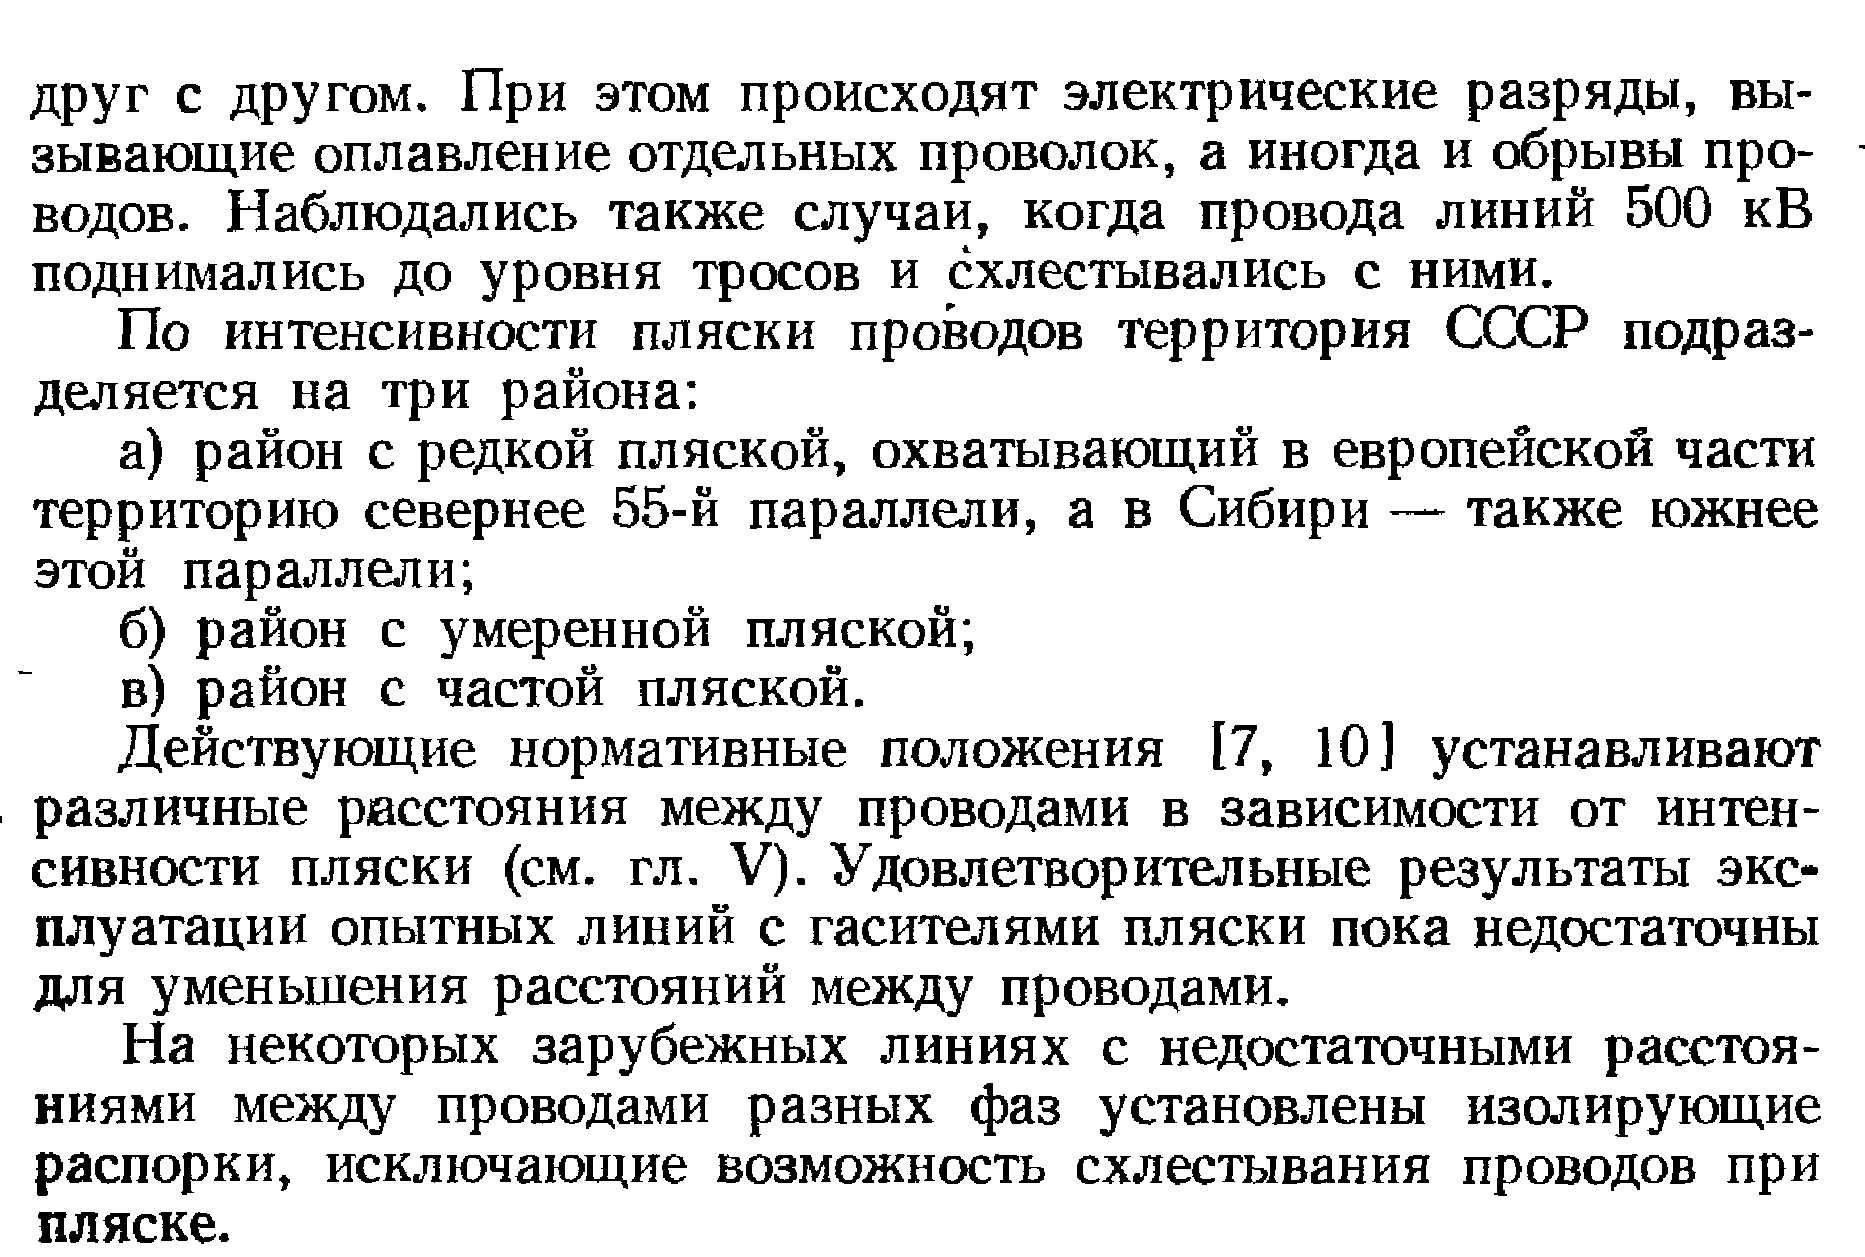 друг с другом. При этом происходят электрические разряды, вы-
зывающие оплавление отдельных проволок, а иногда и обрывы про-
водов. Наблюдались также случаи, когда провода линий 500 кВ
поднимались до уровня тросов и схлестывались с ними.
По интенсивности пляски проводов территория СССР подраз-
деляется на три района:
а) район с редкой пляской, охватывающий в европейской части
территорию севернее 55-й параллели, а в Сибири — также южнее
этой параллели;
б) район с умеренной пляской;
в) район с частой пляской.
Действующие нормативные положения [7, 10] устанавливают
различные расстояния между проводами в зависимости от интен-
сивности пляски (см. гл. V). Удовлетворительные результаты экс-
плуатации опытных линий с гасителями пляски пока недостаточны
для уменьшения расстояний между проводами.
На некоторых зарубежных линиях с недостаточными расстоя-
ниями между проводами разных фаз установлены изолирующие
распорки, исключающие возможность схлестывания проводов при
пляске.